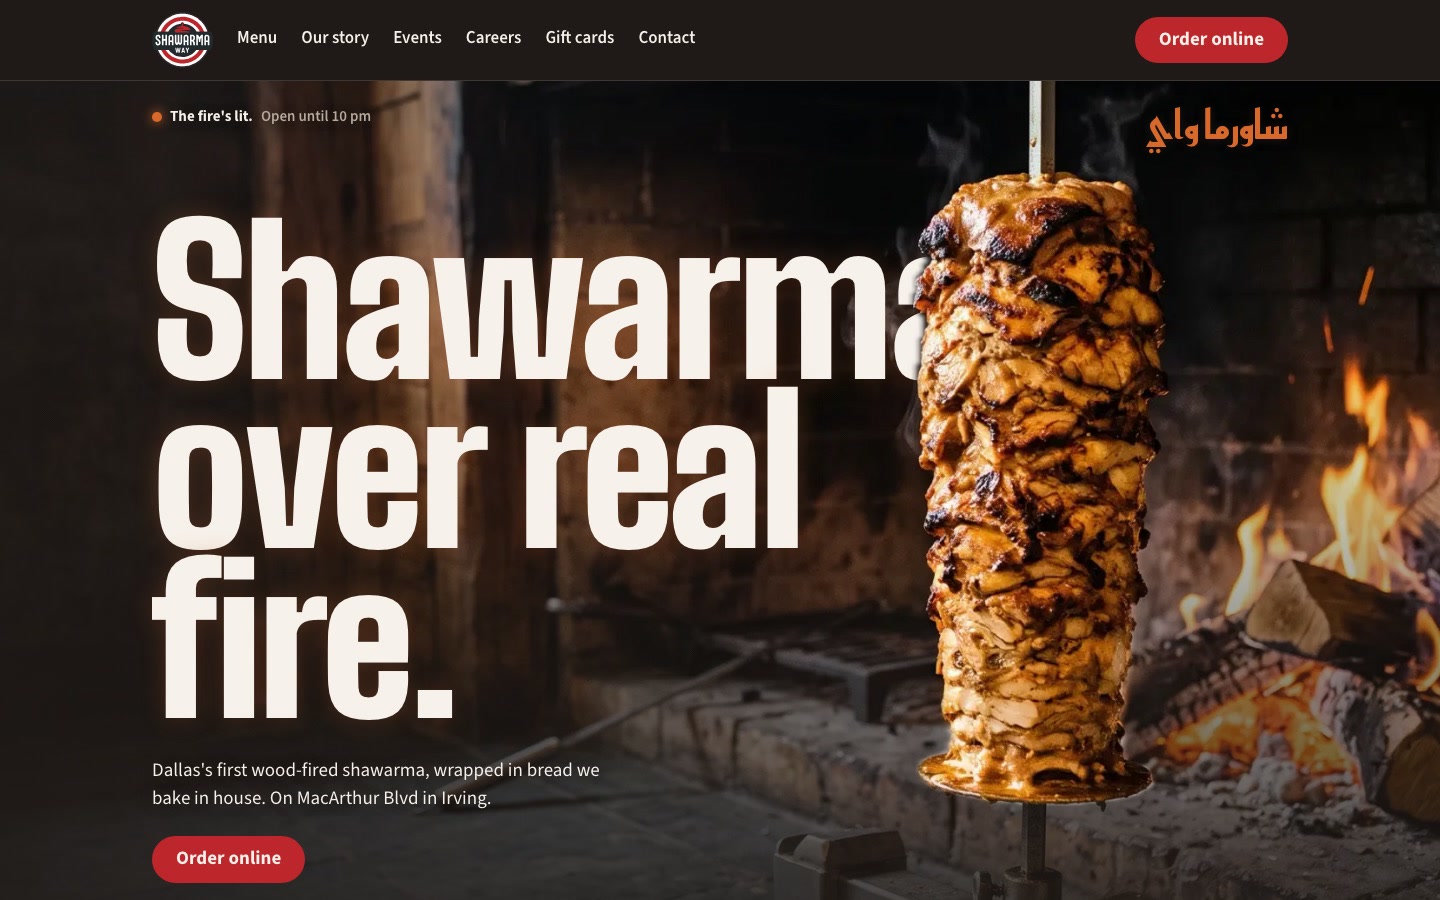 SHAWARMA
WAY
Menu
Our story
Events
Careers
Gift cards
Contact
Order online
The fire's lit. Open until 10 pm
شاورما واي
Shawarma
over real
fire.
Dallas's first wood-fired shawarma, wrapped in bread we
bake in house. On MacArthur Blvd in Irving.
Order online